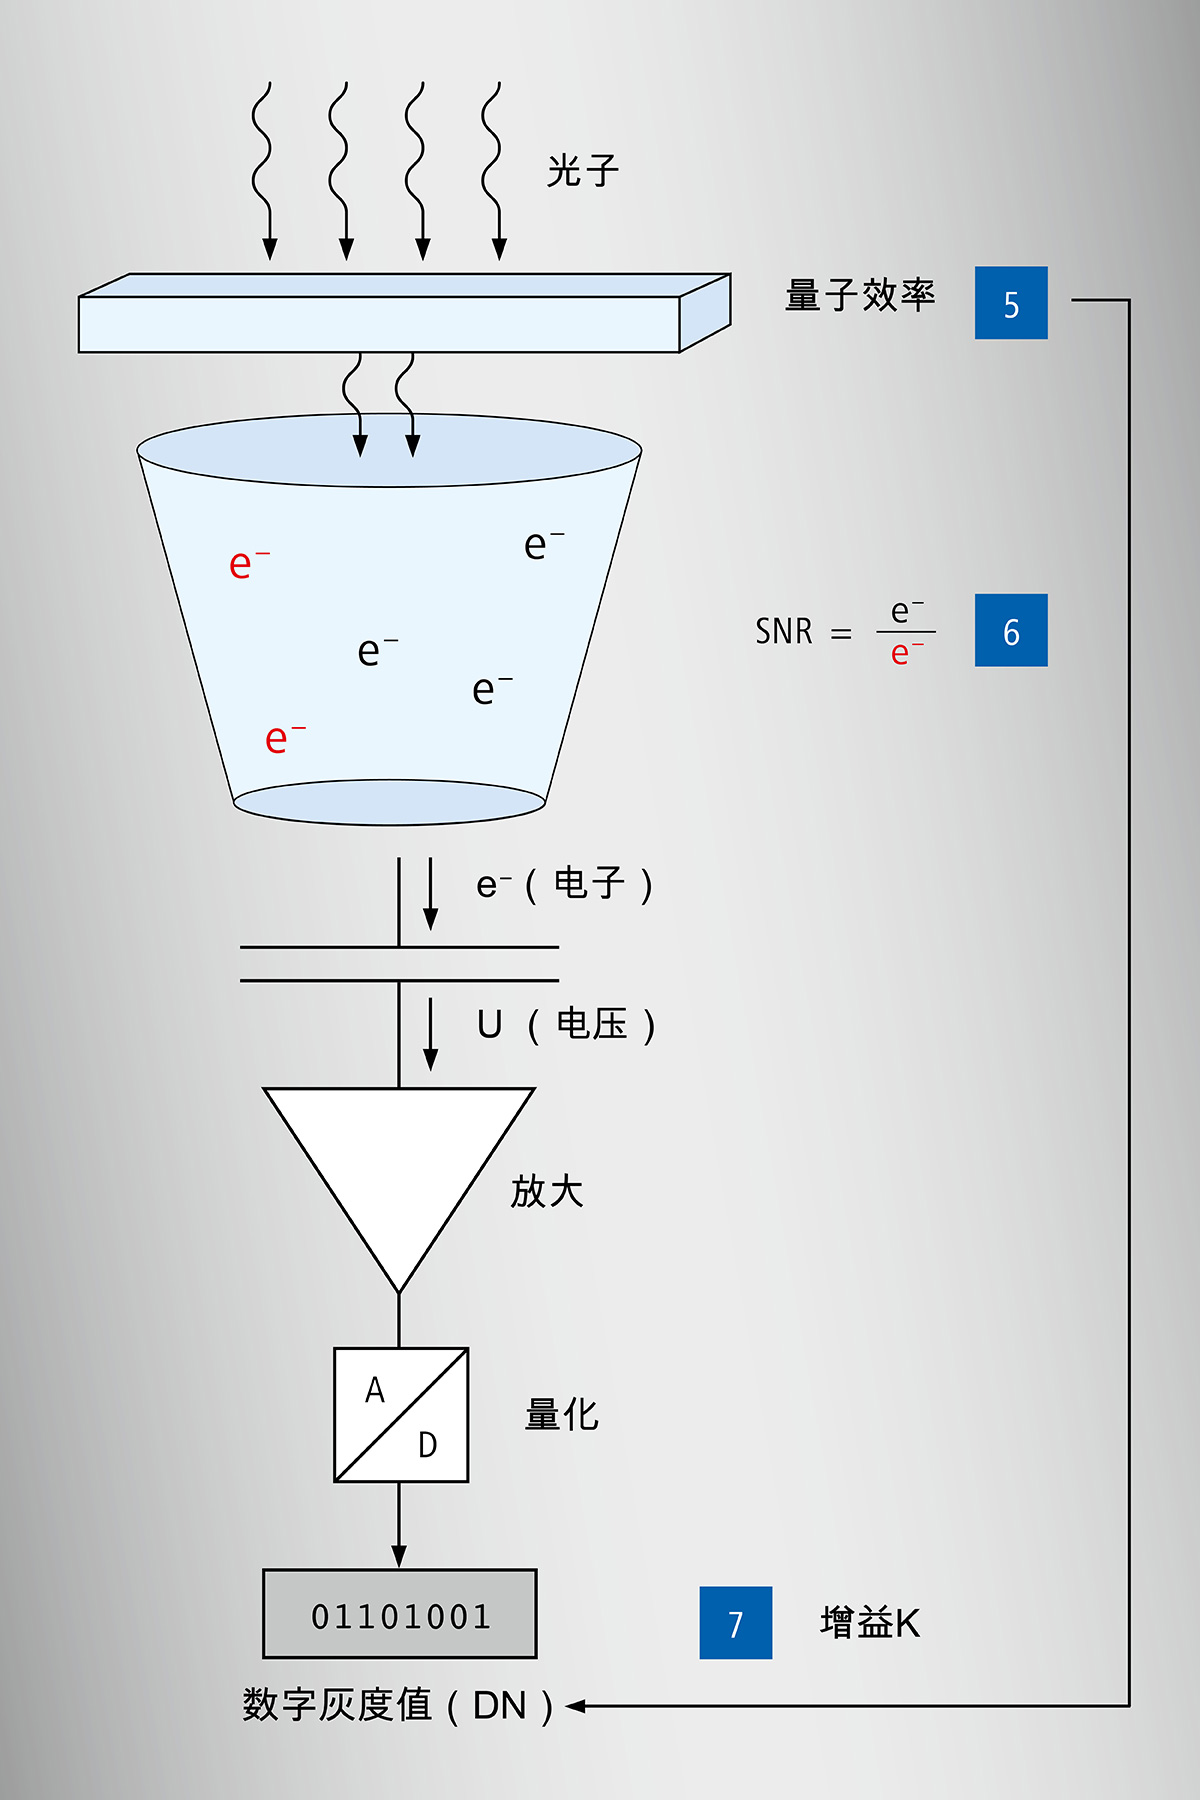 光子
量子效率 5
e⁻ e⁻
e⁻
e⁻
e⁻
SNR = e⁻ / e⁻ 6
e⁻ ( 电子 )
U ( 电压 )
放大
A
D
量化
01101001
7 增益K
数字灰度值 ( DN )